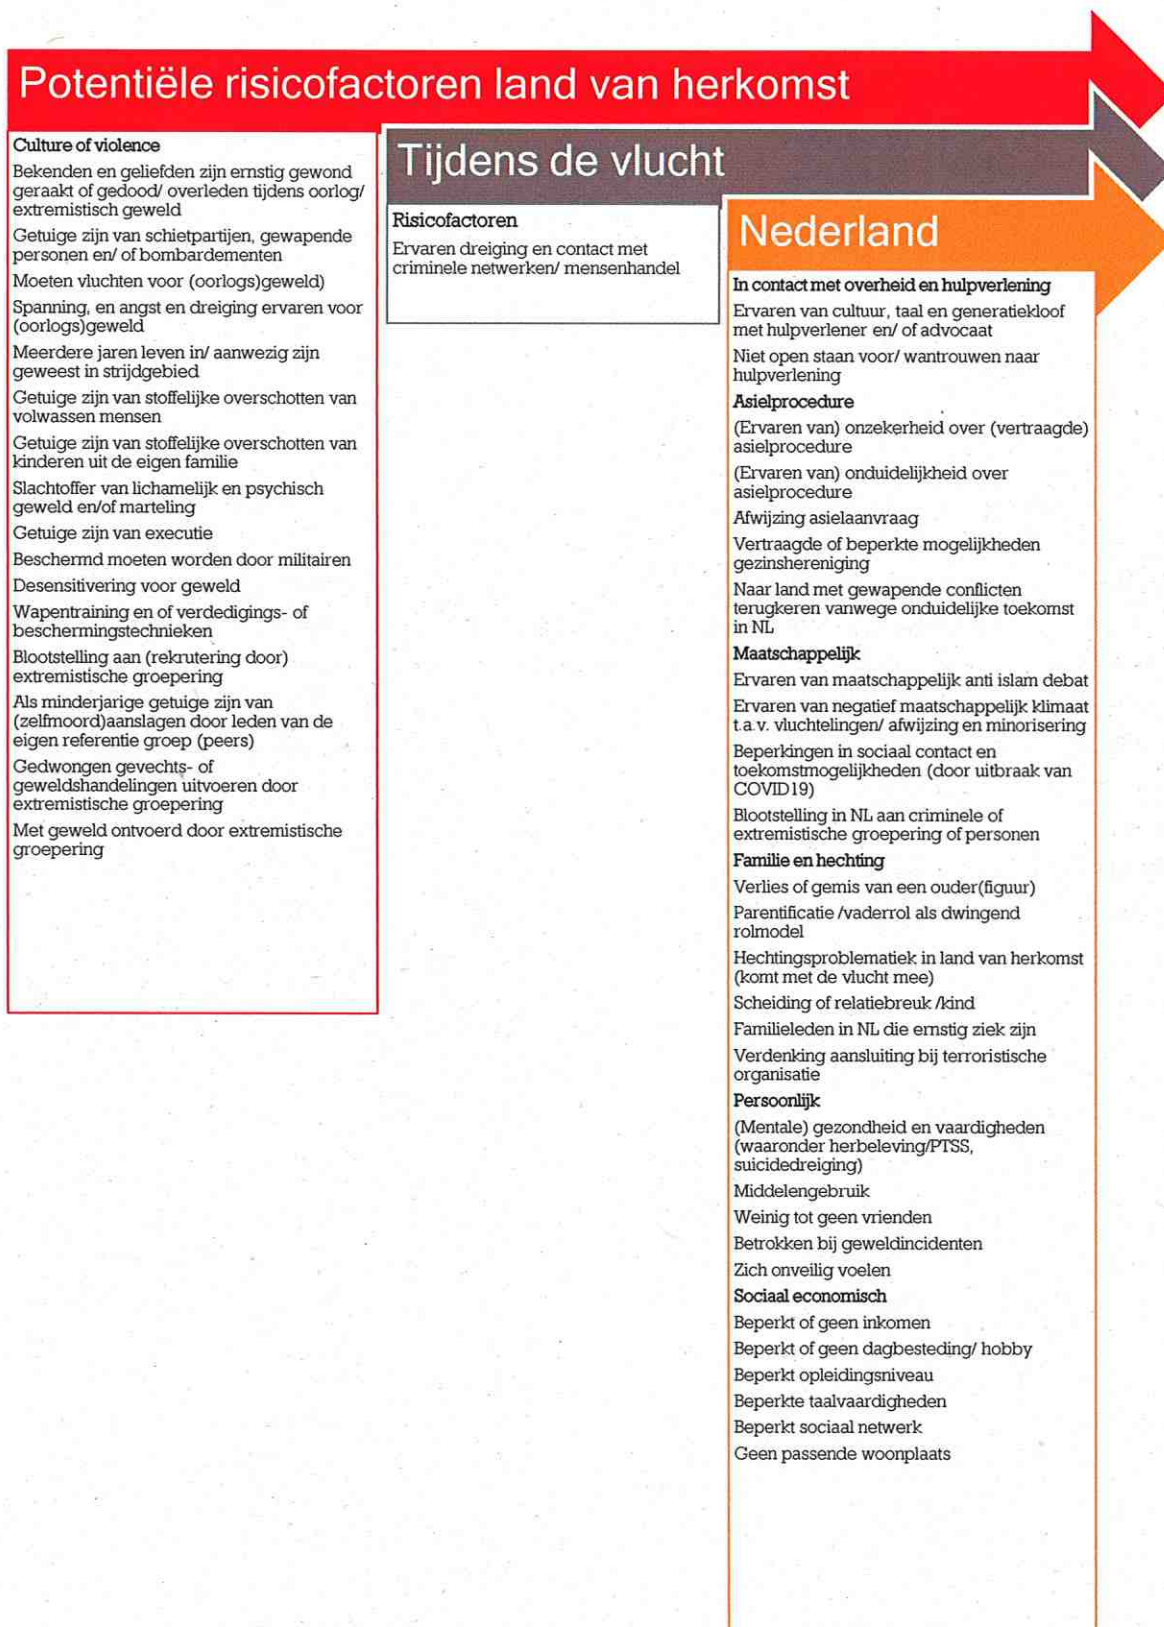 Potentiële risicofactoren land van herkomst
Culture of violence
Bekenden en geliefden zijn ernstig gewond
geraakt of gedood/ overleden tijdens oorlog/
extremistisch geweld
Getuige zijn van schietpartijen, gewapende
personen en/ of bombardementen
Moeten vluchten voor (oorlogs)geweld)
Spanning, en angst en dreiging ervaren voor
(oorlogs)geweld
Meerdere jaren leven in/ aanwezig zijn
geweest in strijdgebied
Getuige zijn van stoffelijke overschotten van
volwassen mensen
Getuige zijn van stoffelijke overschotten van
kinderen uit de eigen familie
Slachtoffer van lichamelijk en psychisch
geweld en/of marteling
Getuige zijn van executie
Beschermd moeten worden door militairen
Desensitivering voor geweld
Wapentraining en of verdedigings- of
beschermingstechnieken
Blootstelling aan (rekrutering door)
extremistische groepering
Als minderjarige getuige zijn van
(zelfmoord)aanslagen door leden van de
eigen referentie groep (peers)
Gedwongen gevechts- of
geweldshandelingen uitvoeren door
extremistische groepering
Met geweld ontvoerd door extremistische
groepering
Tijdens de vlucht
Risicofactoren
Ervaren dreiging en contact met
criminele netwerken/ mensenhandel
Nederland
In contact met overheid en hulpverlening
Ervaren van cultuur, taal en generatiekloof
met hulpverlener en/ of advocaat
Niet open staan voor/ wantrouwen naar
hulpverlening
Asielprocedure
(Ervaren van) onzekerheid over (vertraagde)
asielprocedure
(Ervaren van) onduidelijkheid over
asielprocedure
Afwijzing asielaanvraag
Vertraagde of beperkte mogelijkheden
gezinshereniging
Naar land met gewapende conflicten
terugkeren vanwege onduidelijke toekomst
in NL
Maatschappelijk
Ervaren van maatschappelijk anti islam debat
Ervaren van negatief maatschappelijk klimaat
t.a.v. vluchtelingen/ afwijzing en minorisering
Beperkingen in sociaal contact en
toekomstmogelijkheden (door uitbraak van
COVID19)
Blootstelling in NL aan criminele of
extremistische groepering of personen
Familie en hechting
Verlies of gemis van een ouder(figuur)
Parentificatie /vaderrol als dwingend
rolmodel
Hechtingsproblematiek in land van herkomst
(komt met de vlucht mee)
Scheiding of relatiebreuk /kind
Familieleden in NL die ernstig ziek zijn
Verdenking aansluiting bij terroristische
organisatie
Persoonlijk
(Mentale) gezondheid en vaardigheden
(waaronder herbeleving/PTSS,
suicidedreiging)
Middelengebruik
Weinig tot geen vrienden
Betrokken bij geweldincidenten
Zich onveilig voelen
Sociaal economisch
Beperkt of geen inkomen
Beperkt of geen dagbesteding/ hobby
Beperkt opleidingsniveau
Beperkte taalvaardigheden
Beperkt sociaal netwerk
Geen passende woonplaats